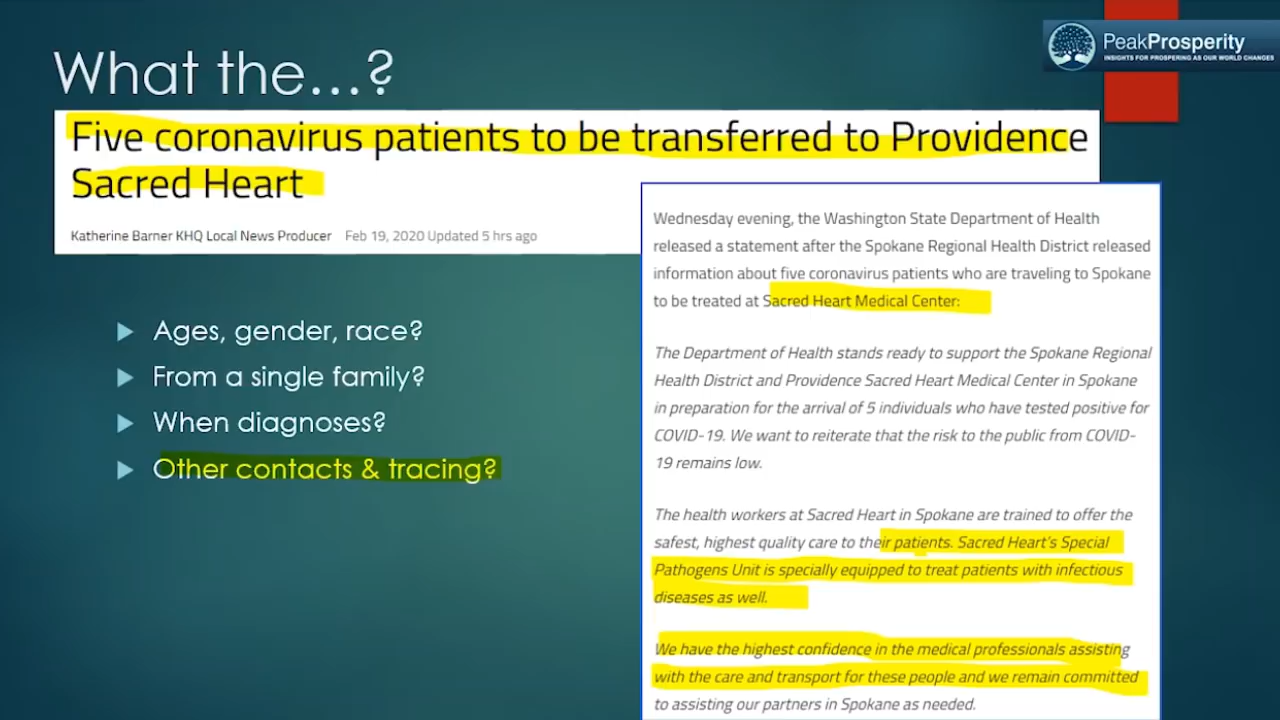 What the...?
PeakProsperity
INSIGHTS FOR PROSPERING AS OUR WORLD CHANGES
Five coronavirus patients to be transferred to Providence
Sacred Heart
Katherine Barner KHQ Local News Producer Feb 19, 2020 Updated 5 hrs ago
Ages, gender, race?
From a single family?
When diagnoses?
Other contacts & tracing?
Wednesday evening, the Washington State Department of Health
released a statement after the Spokane Regional Health District released
information about five coronavirus patients who are traveling to Spokane
to be treated at Sacred Heart Medical Center:
The Department of Health stands ready to support the Spokane Regional
Health District and Providence Sacred Heart Medical Center in Spokane
in preparation for the arrival of 5 individuals who have tested positive for
COVID-19. We want to reiterate that the risk to the public from COVID-
19 remains low.
The health workers at Sacred Heart in Spokane are trained to offer the
safest, highest quality care to their patients. Sacred Heart's Special
Pathogens Unit is specially equipped to treat patients with infectious
diseases as well.
We have the highest confidence in the medical professionals assisting
with the care and transport for these people and we remain committed
to assisting our partners in Spokane as needed.